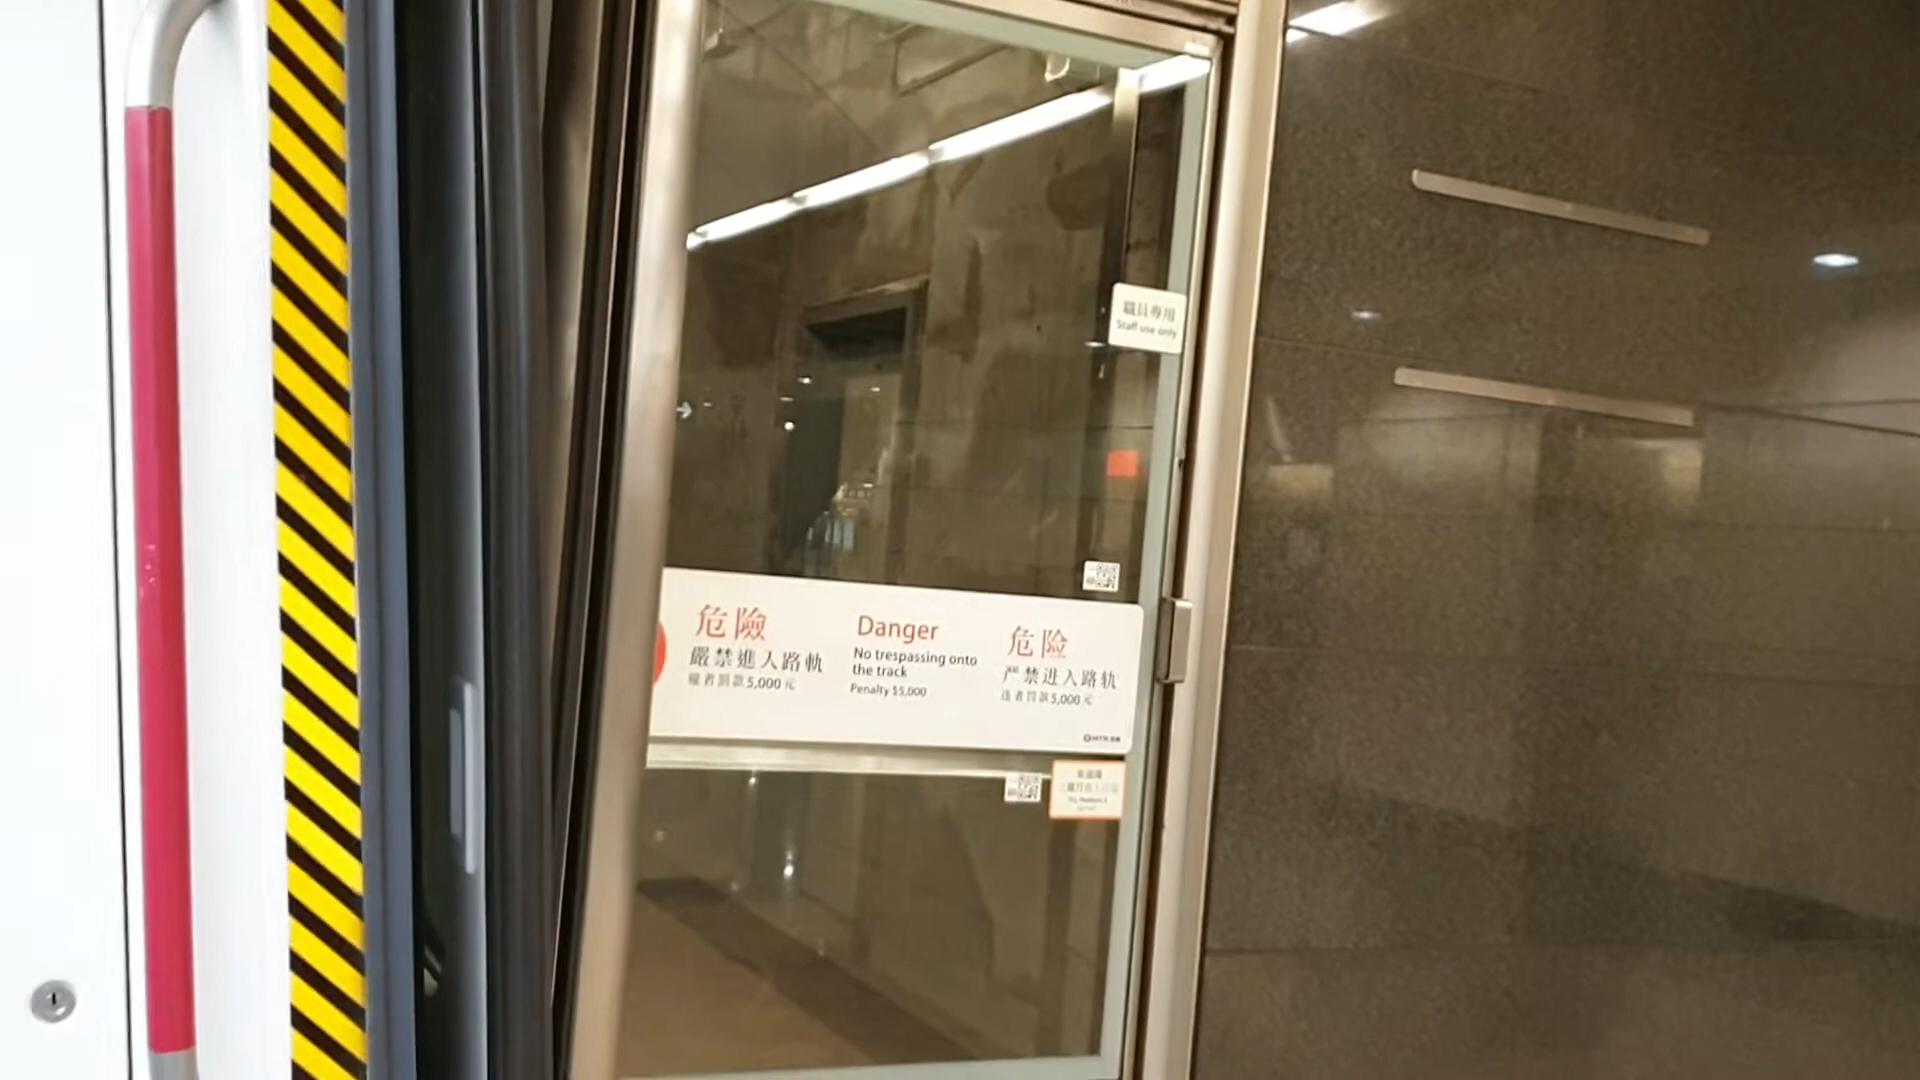 職員專用
Staff use only
危險
嚴禁進入路軌
違者罰款5,000元
Danger
No trespassing onto
the track
Penalty $5,000
危险
严禁进入路轨
违者罚款5,000元
MTR